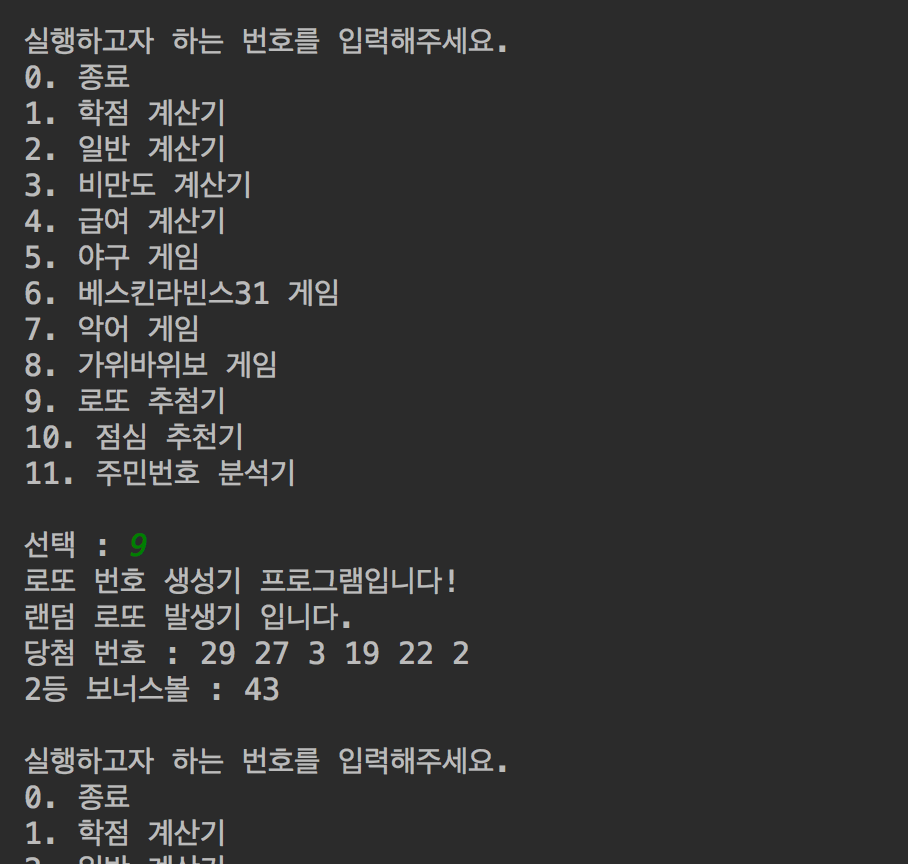 실행하고자 하는 번호를 입력해주세요.
0. 종료
1. 학점 계산기
2. 일반 계산기
3. 비만도 계산기
4. 급여 계산기
5. 야구 게임
6. 베스킨라빈스31 게임
7. 악어 게임
8. 가위바위보 게임
9. 로또 추첨기
10. 점심 추천기
11. 주민번호 분석기
선택 : 9
로또 번호 생성기 프로그램입니다!
랜덤 로또 발생기 입니다.
당첨 번호 : 29 27 3 19 22 2
2등 보너스볼 : 43
실행하고자 하는 번호를 입력해주세요.
0. 종료
1. 학점 계산기
2. 일반 계산기